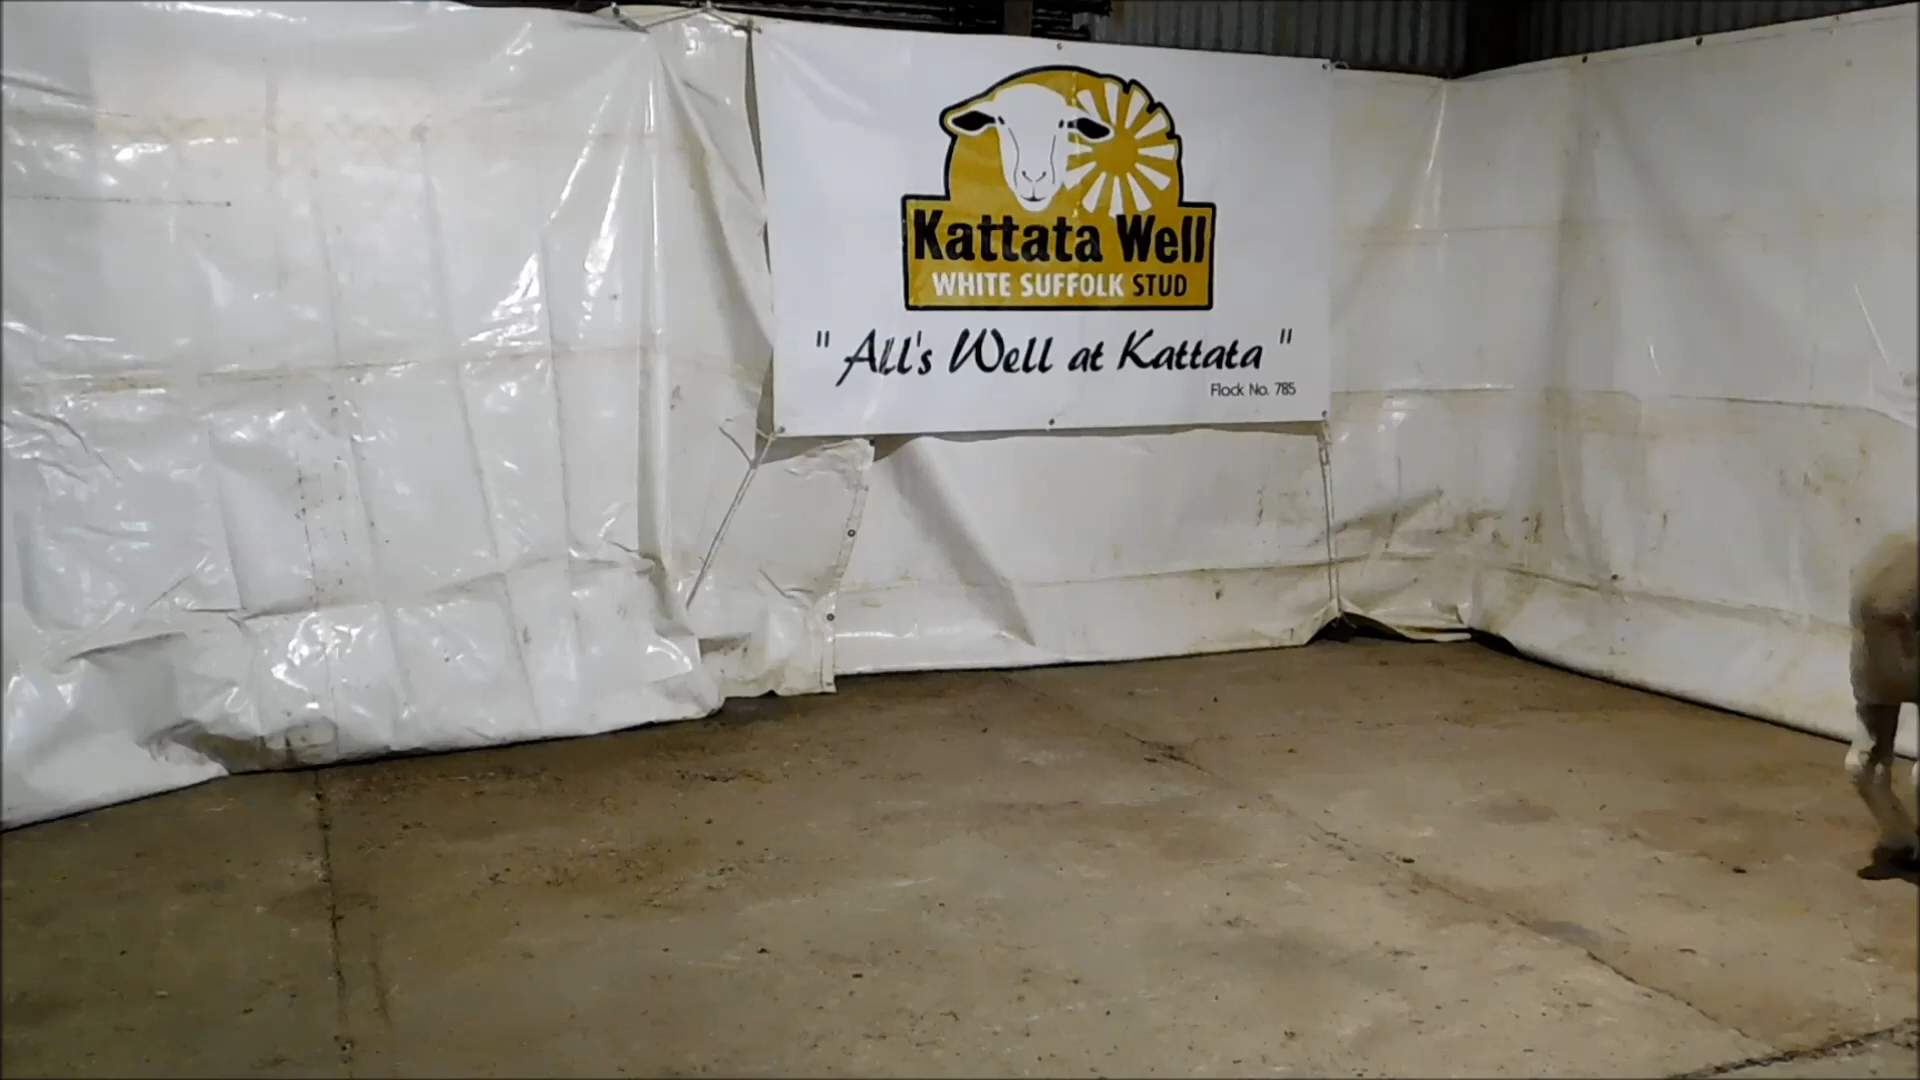 Kattata Well
WHITE SUFFOLK STUD
" All's Well at Kattata "
Flock No. 785